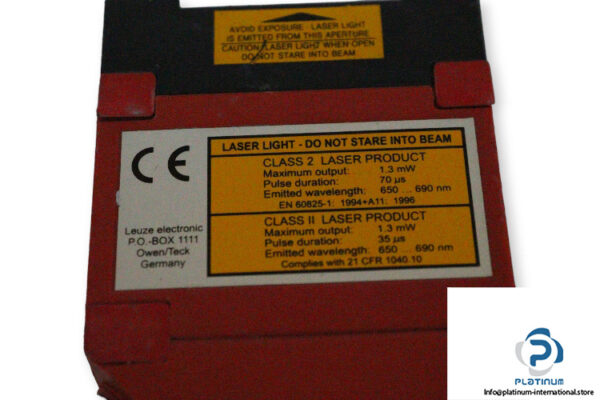 AVOID EXPOSURE - LASER LIGHT
IS EMITTED FROM THIS APERTURE
CAUTION LASER LIGHT WHEN OPEN
DO NOT STARE INTO BEAM
CE
LASER LIGHT - DO NOT STARE INTO BEAM
CLASS 2 LASER PRODUCT
Maximum output: 1.3 mW
Pulse duration: 70 µs
Emitted wavelength: 650 ... 690 nm
EN 60825-1: 1994+A11: 1996
CLASS II LASER PRODUCT
Maximum output: 1.3 mW
Pulse duration: 35 µs
Emitted wavelength: 650 ... 690 nm
Complies with 21 CFR 1040.10
Leuze electronic
P.O.-BOX 1111
Owen/Teck
Germany
PLATINUM
Info@platinum-international.store